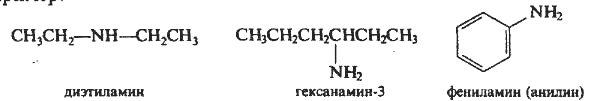 NH₂
CH₃CH₂—NH—CH₂CH₃
CH₃CH₂CH₂CHCH₂CH₃
NH₂
диэтиламин
гексанамин-3
фениламин (анилин)